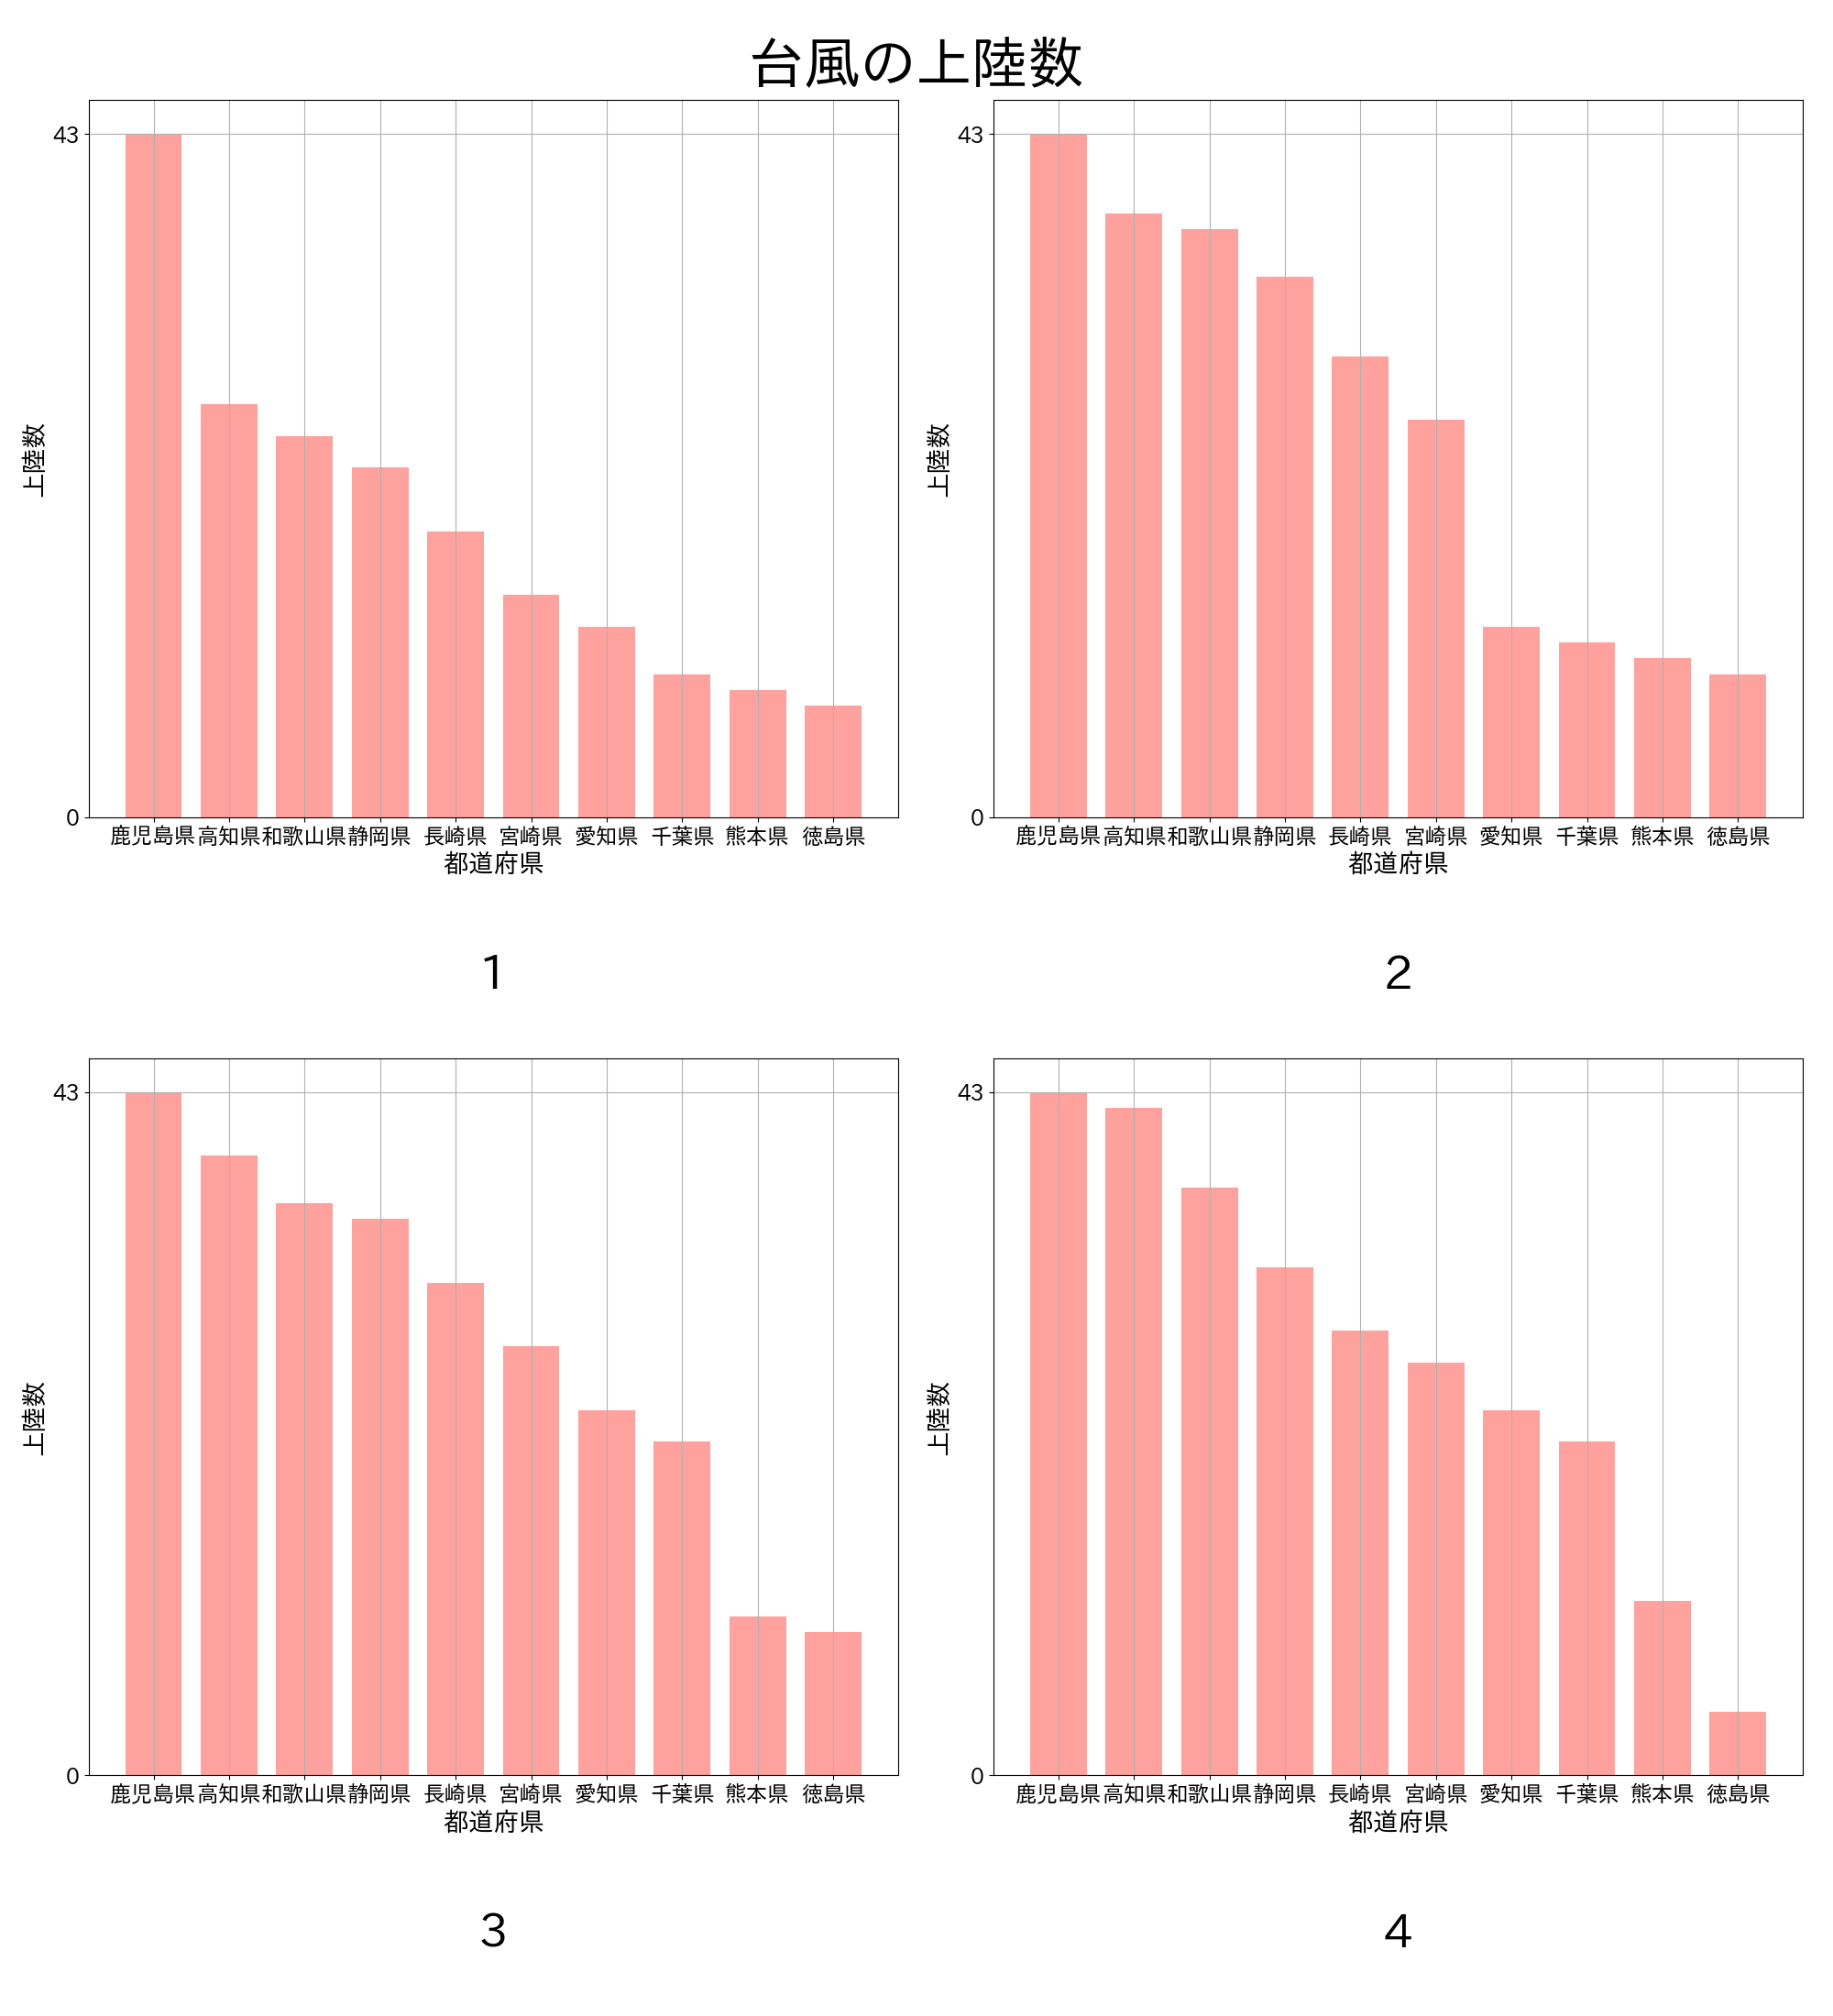 台風の上陸数
43
0
上陸数
鹿児島県 高知県 和歌山県 静岡県 長崎県 宮崎県 愛知県 千葉県 熊本県 徳島県
都道府県
1
43
0
上陸数
鹿児島県 高知県 和歌山県 静岡県 長崎県 宮崎県 愛知県 千葉県 熊本県 徳島県
都道府県
2
43
0
上陸数
鹿児島県 高知県 和歌山県 静岡県 長崎県 宮崎県 愛知県 千葉県 熊本県 徳島県
都道府県
3
43
0
上陸数
鹿児島県 高知県 和歌山県 静岡県 長崎県 宮崎県 愛知県 千葉県 熊本県 徳島県
都道府県
4